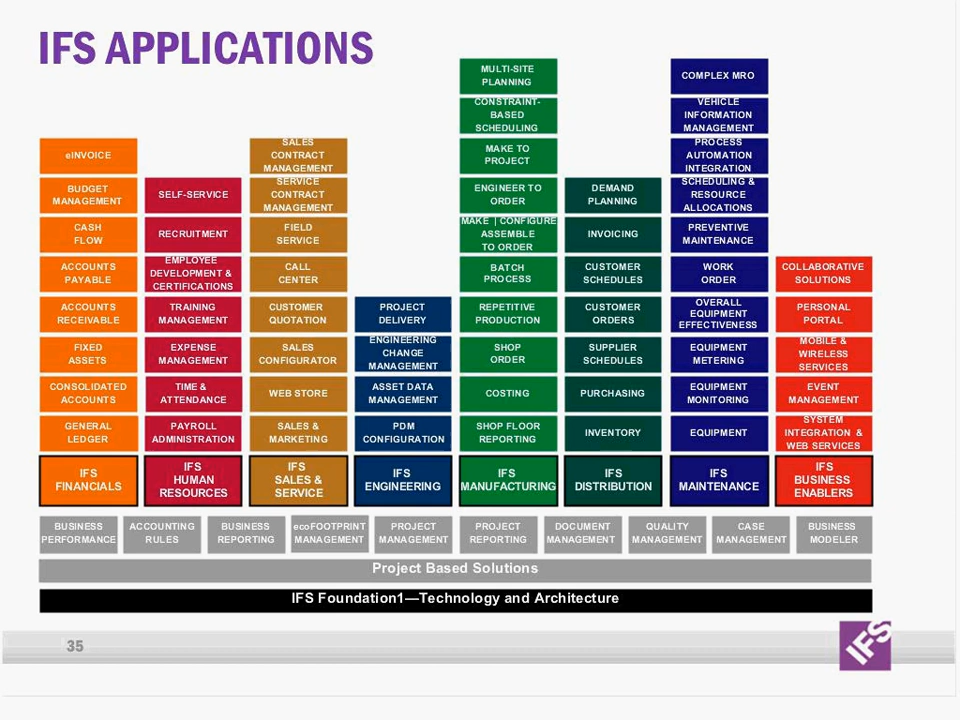 IFS APPLICATIONS
MULTI-SITE
PLANNING
COMPLEX MRO
CONSTRAINT-
BASED
SCHEDULING
VEHICLE
INFORMATION
MANAGEMENT
eINVOICE
SALES
CONTRACT
MANAGEMENT
MAKE TO
PROJECT
PROCESS
AUTOMATION
INTEGRATION
BUDGET
MANAGEMENT
SELF-SERVICE
SERVICE
CONTRACT
MANAGEMENT
ENGINEER TO
ORDER
DEMAND
PLANNING
SCHEDULING &
RESOURCE
ALLOCATIONS
CASH
FLOW
RECRUITMENT
FIELD
SERVICE
MAKE | CONFIGURE
ASSEMBLE
TO ORDER
INVOICING
PREVENTIVE
MAINTENANCE
ACCOUNTS
PAYABLE
EMPLOYEE
DEVELOPMENT &
CERTIFICATIONS
CALL
CENTER
BATCH
PROCESS
CUSTOMER
SCHEDULES
WORK
ORDER
COLLABORATIVE
SOLUTIONS
ACCOUNTS
RECEIVABLE
TRAINING
MANAGEMENT
CUSTOMER
QUOTATION
PROJECT
DELIVERY
REPETITIVE
PRODUCTION
CUSTOMER
ORDERS
OVERALL
EQUIPMENT
EFFECTIVENESS
PERSONAL
PORTAL
FIXED
ASSETS
EXPENSE
MANAGEMENT
SALES
CONFIGURATOR
ENGINEERING
CHANGE
MANAGEMENT
SHOP
ORDER
SUPPLIER
SCHEDULES
EQUIPMENT
METERING
MOBILE &
WIRELESS
SERVICES
CONSOLIDATED
ACCOUNTS
TIME &
ATTENDANCE
WEB STORE
ASSET DATA
MANAGEMENT
COSTING
PURCHASING
EQUIPMENT
MONITORING
EVENT
MANAGEMENT
GENERAL
LEDGER
PAYROLL
ADMINISTRATION
SALES &
MARKETING
PDM
CONFIGURATION
SHOP FLOOR
REPORTING
INVENTORY
EQUIPMENT
SYSTEM
INTEGRATION &
WEB SERVICES
IFS
FINANCIALS
IFS
HUMAN
RESOURCES
IFS
SALES &
SERVICE
IFS
ENGINEERING
IFS
MANUFACTURING
IFS
DISTRIBUTION
IFS
MAINTENANCE
IFS
BUSINESS
ENABLERS
BUSINESS
PERFORMANCE
ACCOUNTING
RULES
BUSINESS
REPORTING
ecoFOOTPRINT
MANAGEMENT
PROJECT
MANAGEMENT
PROJECT
REPORTING
DOCUMENT
MANAGEMENT
QUALITY
MANAGEMENT
CASE
MANAGEMENT
BUSINESS
MODELER
Project Based Solutions
IFS Foundation1—Technology and Architecture
35
IFS